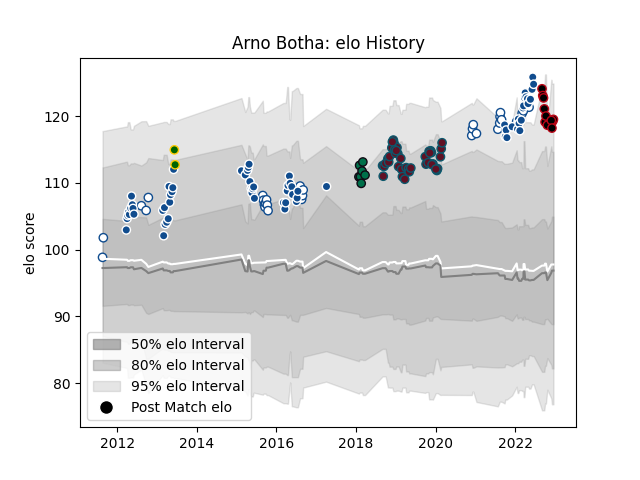 Arno Botha: elo History
elo score
120
110
100
90
80
50% elo Interval
80% elo Interval
95% elo Interval
Post Match elo
2012 2014 2016 2018 2020 2022